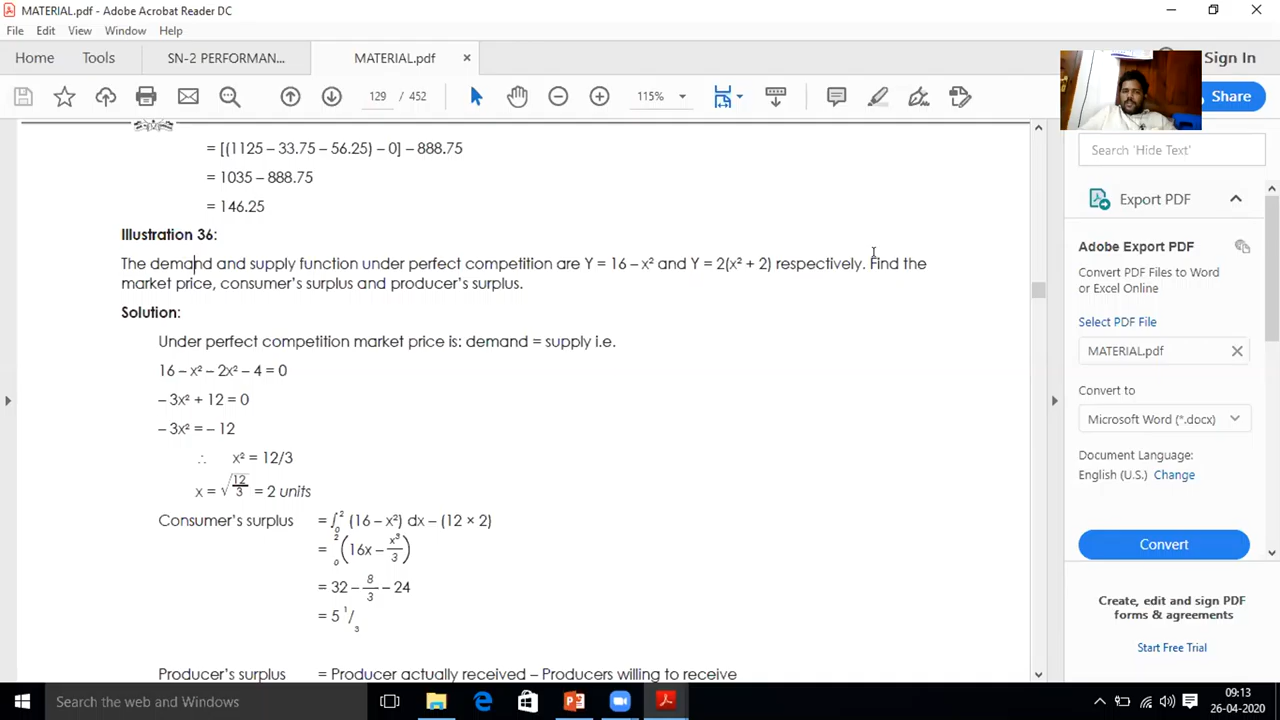 MATERIAL.pdf - Adobe Acrobat Reader DC
File Edit View Window Help
Home Tools SN-2 PERFORMAN... MATERIAL.pdf × Sign In
129 / 452 115% Share
= [(1125 – 33.75 – 56.25) – 0] – 888.75
= 1035 – 888.75
= 146.25
Illustration 36:
The demand and supply function under perfect competition are Y = 16 – x² and Y = 2(x² + 2) respectively. Find the
market price, consumer's surplus and producer's surplus.
Solution:
Under perfect competition market price is: demand = supply i.e.
16 – x² – 2x² – 4 = 0
– 3x² + 12 = 0
– 3x² = – 12
∴ x² = 12/3
x = √12/3 = 2 units
Consumer's surplus = ∫₀² (16 – x²) dx – (12 × 2)
= ₀² (16x – x³/3)
= 32 – 8/3 – 24
= 5 1/3
Producer's surplus = Producer actually received – Producers willing to receive
Search 'Hide Text'
Export PDF
Adobe Export PDF
Convert PDF Files to Word
or Excel Online
Select PDF File
MATERIAL.pdf
Convert to
Microsoft Word (*.docx)
Document Language:
English (U.S.) Change
Convert
Create, edit and sign PDF
forms & agreements
Start Free Trial
Search the web and Windows
09:13
26-04-2020